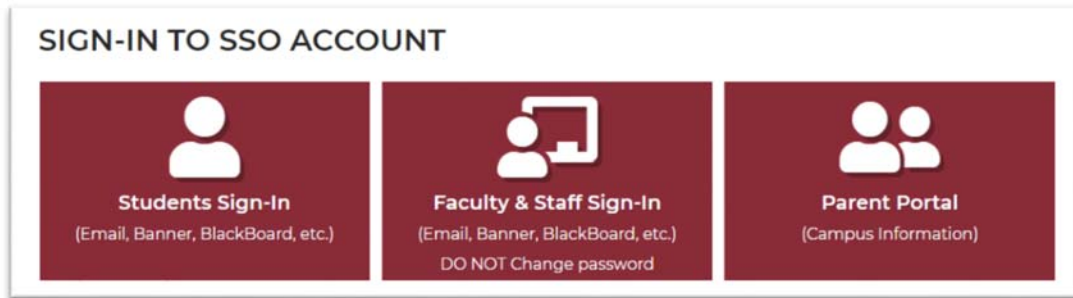 SIGN-IN TO SSO ACCOUNT
Students Sign-In
(Email, Banner, BlackBoard, etc.)
Faculty & Staff Sign-In
(Email, Banner, BlackBoard, etc.)
DO NOT Change password
Parent Portal
(Campus Information)